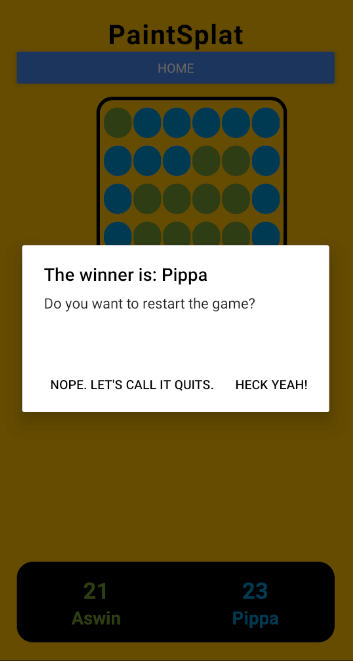 PaintSplat
HOME
The winner is: Pippa
Do you want to restart the game?
NOPE. LET'S CALL IT QUITS. HECK YEAH!
21 23
Aswin Pippa